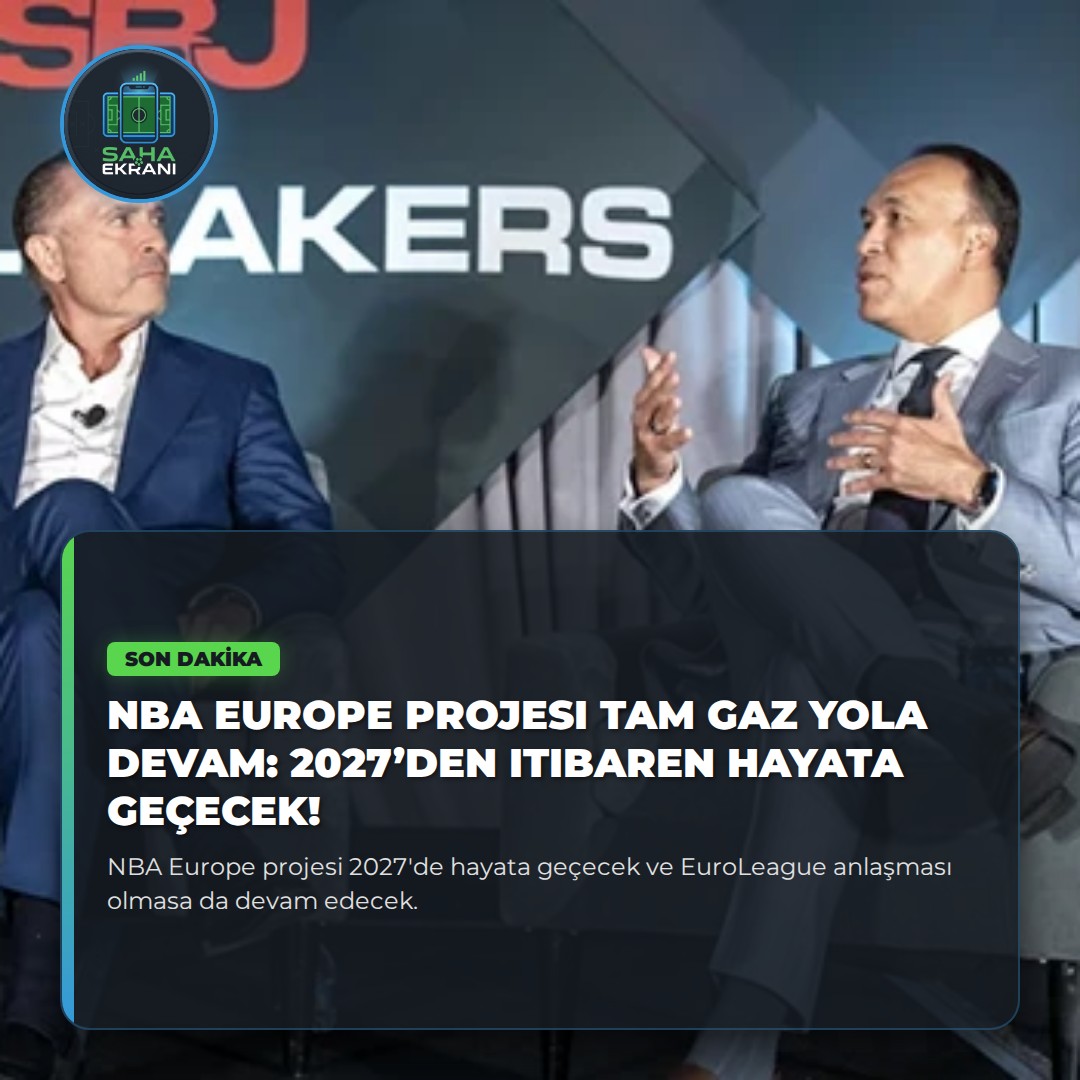 SBJ
SAHA
EKRANI
AKERS
SON DAKİKA
NBA EUROPE PROJESI TAM GAZ YOLA
DEVAM: 2027’DEN ITIBAREN HAYATA
GEÇECEK!
NBA Europe projesi 2027'de hayata geçecek ve EuroLeague anlaşması
olmasa da devam edecek.